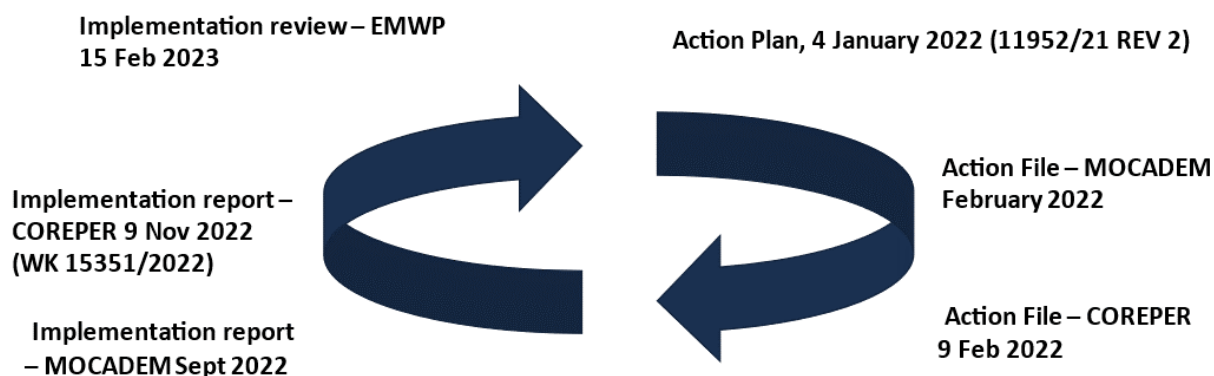 Implementation review – EMWP
15 Feb 2023
Action Plan, 4 January 2022 (11952/21 REV 2)
Action File – MOCADEM
February 2022
Implementation report –
COREPER 9 Nov 2022
(WK 15351/2022)
Action File – COREPER
9 Feb 2022
Implementation report
– MOCADEM Sept 2022